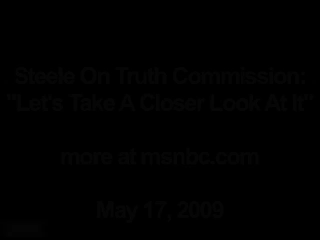 Steele On Truth Commission:
"Let's Take A Closer Look At It"
more at msnbc.com
May 17, 2009